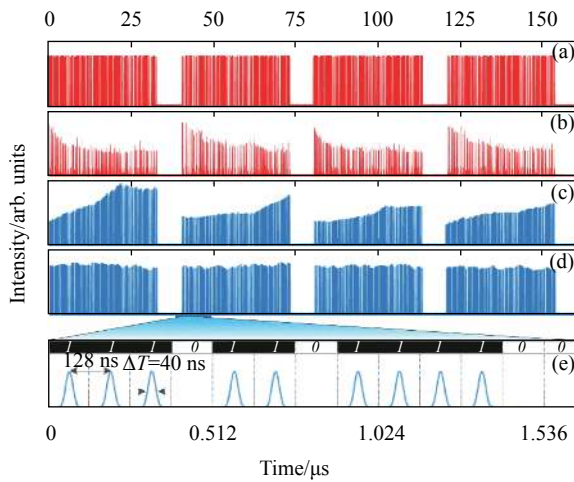 0 25 50 75 100 125 150
(a)
(b)
(c)
(d)
1 1 1 0 1 1 0 1 1 1 1 0 0
128 ns ΔT=40 ns (e)
0 0.512 1.024 1.536
Time/μs
Intensity/arb. units